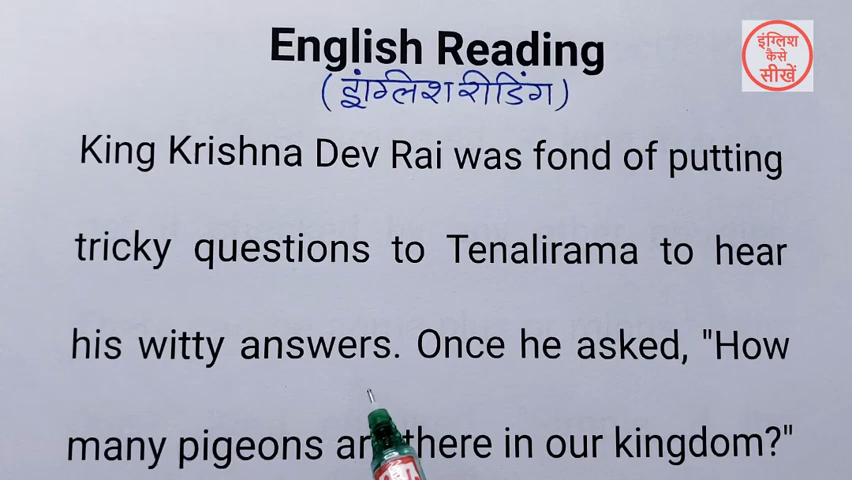 English Reading
(इंग्लिश रीडिंग)
इंग्लिश
कैसे
सीखें
King Krishna Dev Rai was fond of putting
tricky questions to Tenalirama to hear
his witty answers. Once he asked, "How
many pigeons are there in our kingdom?"